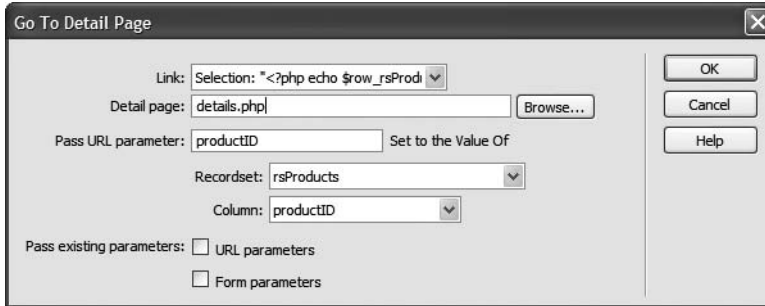 Go To Detail Page
Link: Selection: "<?php echo $row_rsProdu
OK
Detail page: details.php
Browse...
Cancel
Pass URL parameter: productID Set to the Value Of
Help
Recordset: rsProducts
Column: productID
Pass existing parameters: URL parameters
Form parameters